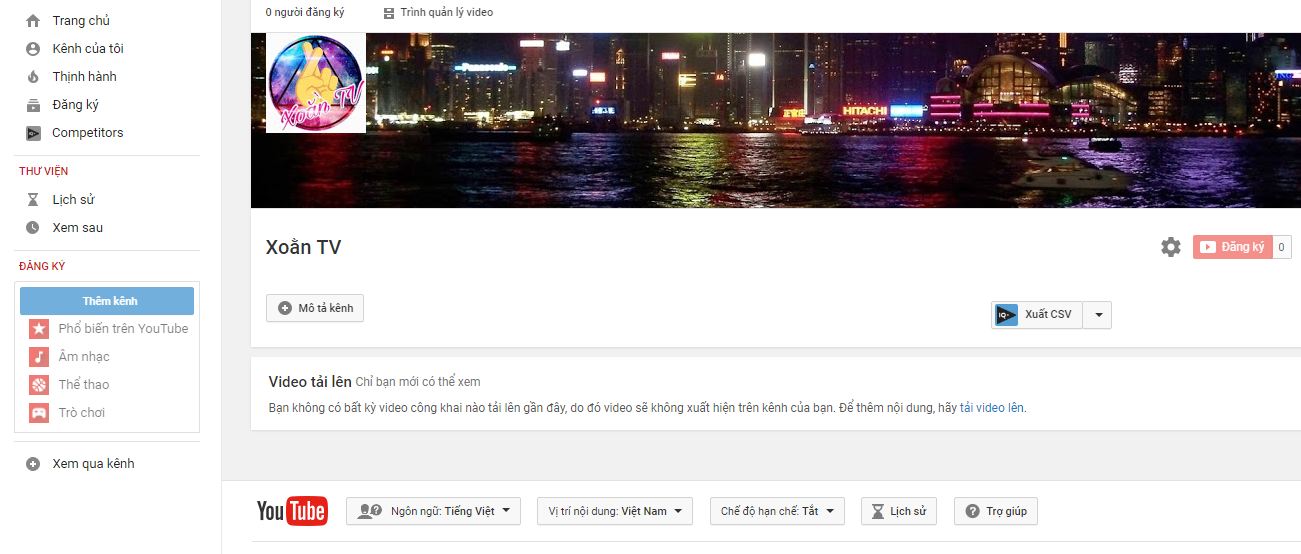 Trang chủ
Kênh của tôi
Thịnh hành
Đăng ký
Competitors
THƯ VIỆN
Lịch sử
Xem sau
ĐĂNG KÝ
Thêm kênh
Phổ biến trên YouTube
Âm nhạc
Thể thao
Trò chơi
Xem qua kênh
0 người đăng ký
Trình quản lý video
Xoắn TV
Panasonic
HITACHI
Xoắn TV
Đăng ký 0
Mô tả kênh
IQ
Xuất CSV
Video tải lên Chỉ bạn mới có thể xem
Bạn không có bất kỳ video công khai nào tải lên gần đây, do đó video sẽ không xuất hiện trên kênh của bạn. Để thêm nội dung, hãy tải video lên.
YouTube
Ngôn ngữ: Tiếng Việt
Vị trí nội dung: Việt Nam
Chế độ hạn chế: Tắt
Lịch sử
Trợ giúp